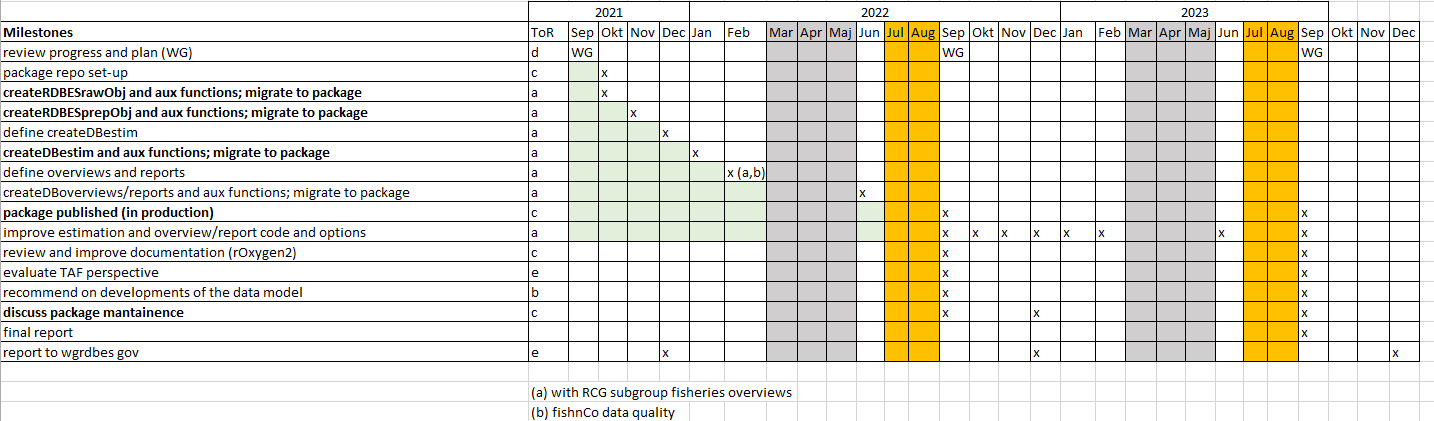 2021 2022 2023
Milestones ToR Sep Okt Nov Dec Jan Feb Mar Apr Maj Jun Jul Aug Sep Okt Nov Dec Jan Feb Mar Apr Maj Jun Jul Aug Sep Okt Nov Dec
review progress and plan (WG) d WG WG WG
package repo set-up c x
createRDBESrawObj and aux functions; migrate to package a x
createRDBESprepObj and aux functions; migrate to package a x
define createDBestim a x
createDBestim and aux functions; migrate to package a x
define overviews and reports a x (a,b)
createDBoverviews/reports and aux functions; migrate to package a x
package published (in production) c x x
improve estimation and overview/report code and options a x x x x x x x x
review and improve documentation (rOxygen2) c x x
evaluate TAF perspective e x x
recommend on developments of the data model b x x
discuss package mantainence c x x x
final report x
report to wgrdbes gov e x x x
(a) with RCG subgroup fisheries overviews
(b) fishnCo data quality